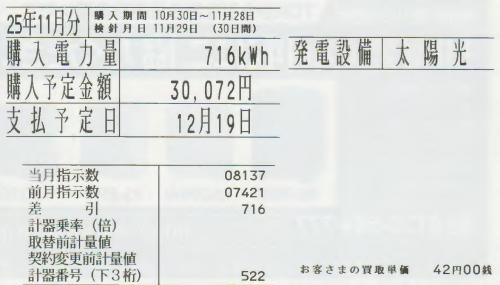 25年11月分 購入期間 10月30日~11月28日
検針月日 11月29日 (30日間)
購入電力量 716kWh
発電設備 太陽光
購入予定金額 30,072円
支払予定日 12月19日
当月指示数 08137
前月指示数 07421
差引 716
計器乗率(倍)
取替前計量値
契約変更前計量値
計器番号(下3桁) 522
お客さまの買取単価 42円00銭